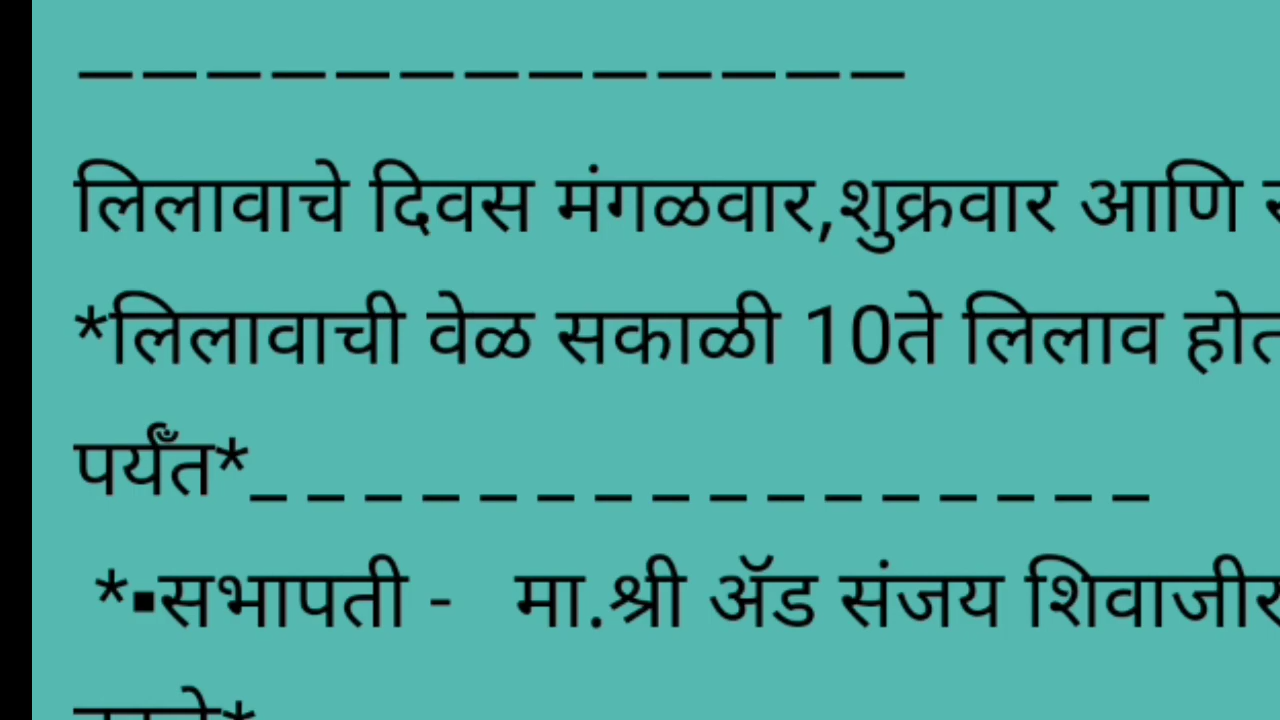 – – – – – – – – – – – – –
लिलावाचे दिवस मंगळवार,शुक्रवार आणि
*लिलावाची वेळ सकाळी 10ते लिलाव होत
पर्यँत*_ _ _ _ _ _ _ _ _ _ _ _ _ _ _ _
*▪सभापती - मा.श्री ॲड संजय शिवाजीर